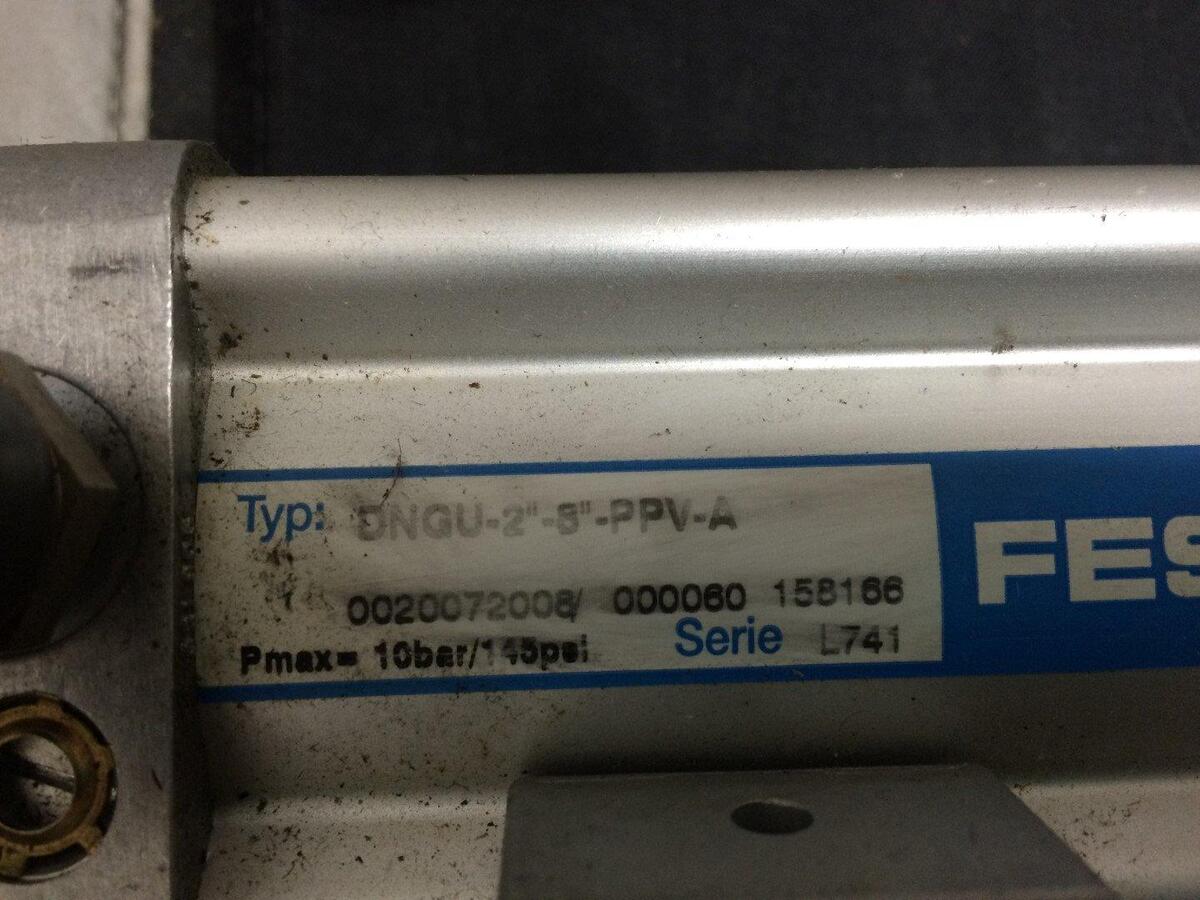 Typ: DNGU-2"-8"-PPV-A
FES
0020072008/ 000060 158166
Pmax= 10bar/145psi Serie L741